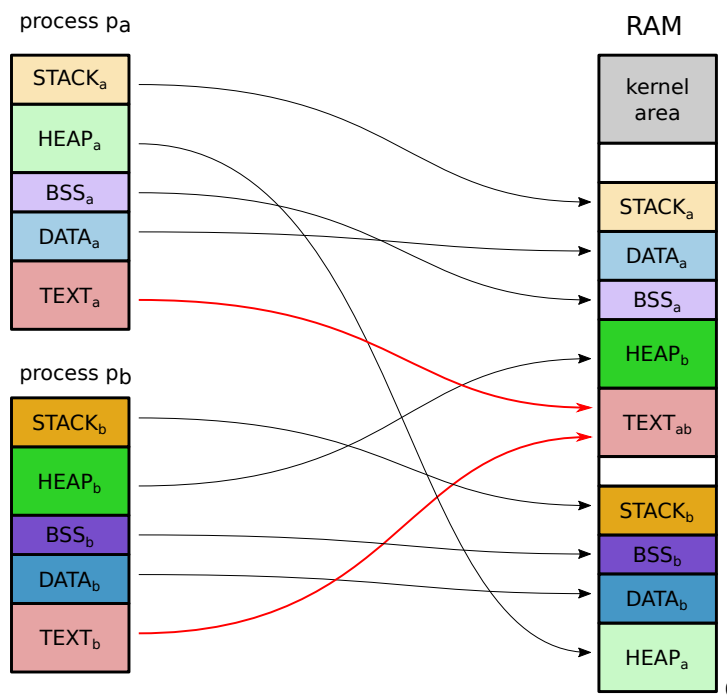 process pa
STACKa
HEAPa
BSSa
DATAa
TEXTa
process pb
STACKb
HEAPb
BSSb
DATAb
TEXTb
RAM
kernel
area
STACKa
DATAa
BSSa
HEAPb
TEXTab
STACKb
BSSb
DATAb
HEAPa